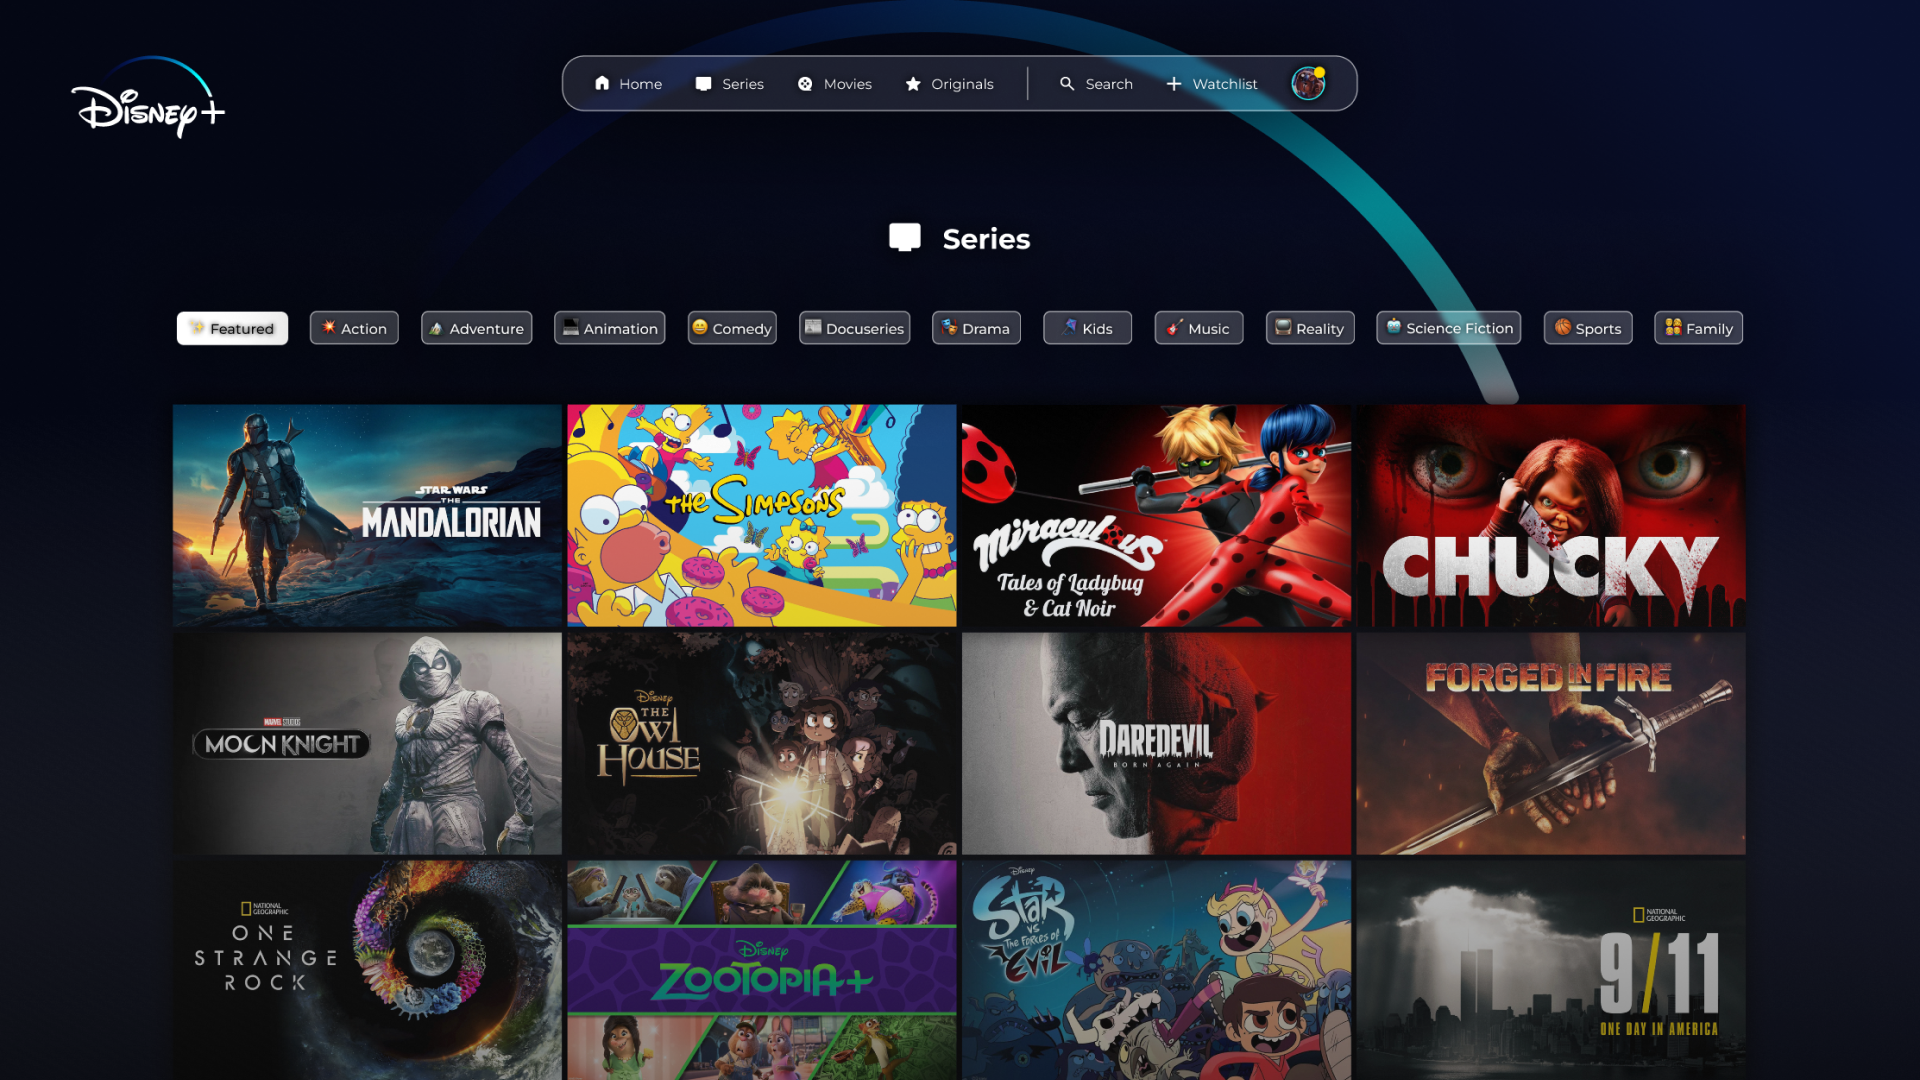 Disney+
Home
Series
Movies
Originals
Search
Watchlist
Series
Featured
Action
Adventure
Animation
Comedy
Docuseries
Drama
Kids
Music
Reality
Science Fiction
Sports
Family
STAR WARS
THE
MANDALORIAN
THE SIMPSONS
Miraculous
Tales of Ladybug
& Cat Noir
CHUCKY
MARVEL STUDIOS
MOON KNIGHT
Disney
THE
OWL
HOUSE
DAREDEVIL
BORN AGAIN
FORGED IN FIRE
NATIONAL
GEOGRAPHIC
ONE
STRANGE
ROCK
Disney
ZOOTOPIA+
Disney
STAR
VS
THE FORCES OF
EVIL
NATIONAL
GEOGRAPHIC
9/11
ONE DAY IN AMERICA